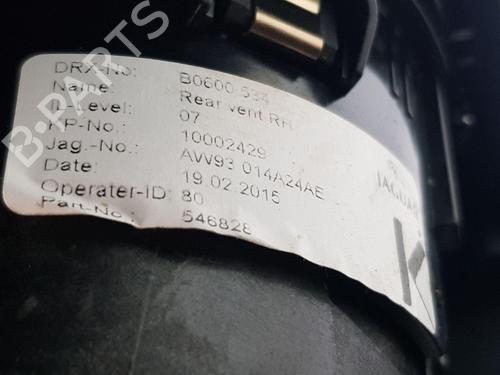 DRX-No: B0600-534
Name: Rear vent RH
E-Level: 07
KP-No.: 10002429
Jag.-No.: AW93 014A24AE
Date: 19.02.2015
Operater-ID: 80
Part-No.: 546828
JAGUAR
K
B-PARTS